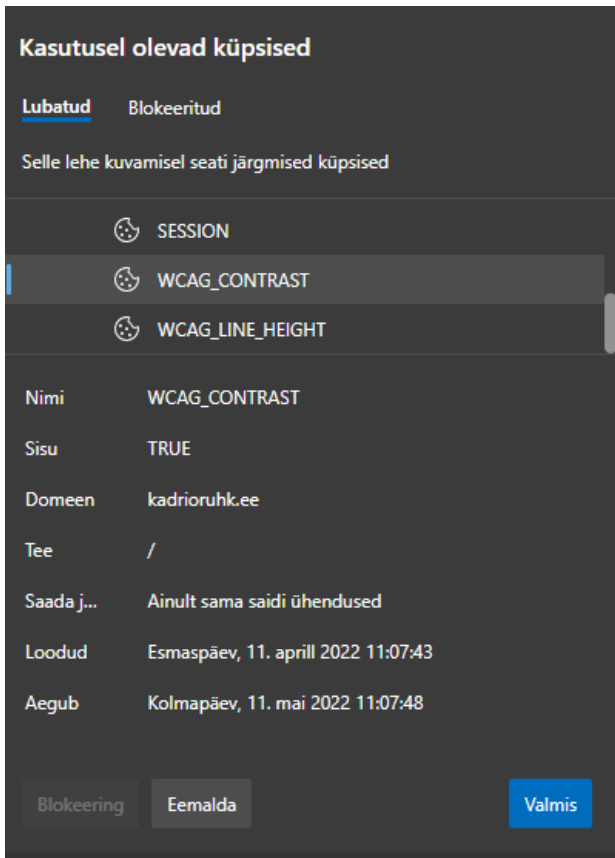 Kasutusel olevad küpsised
Lubatud Blokeeritud
Selle lehe kuvamisel seati järgmised küpsised
SESSION
WCAG_CONTRAST
WCAG_LINE_HEIGHT
Nimi WCAG_CONTRAST
Sisu TRUE
Domeen kadrioruhk.ee
Tee /
Saada j... Ainult sama saidi ühendused
Loodud Esmaspäev, 11. aprill 2022 11:07:43
Aegub Kolmapäev, 11. mai 2022 11:07:48
Blokeering Eemalda Valmis